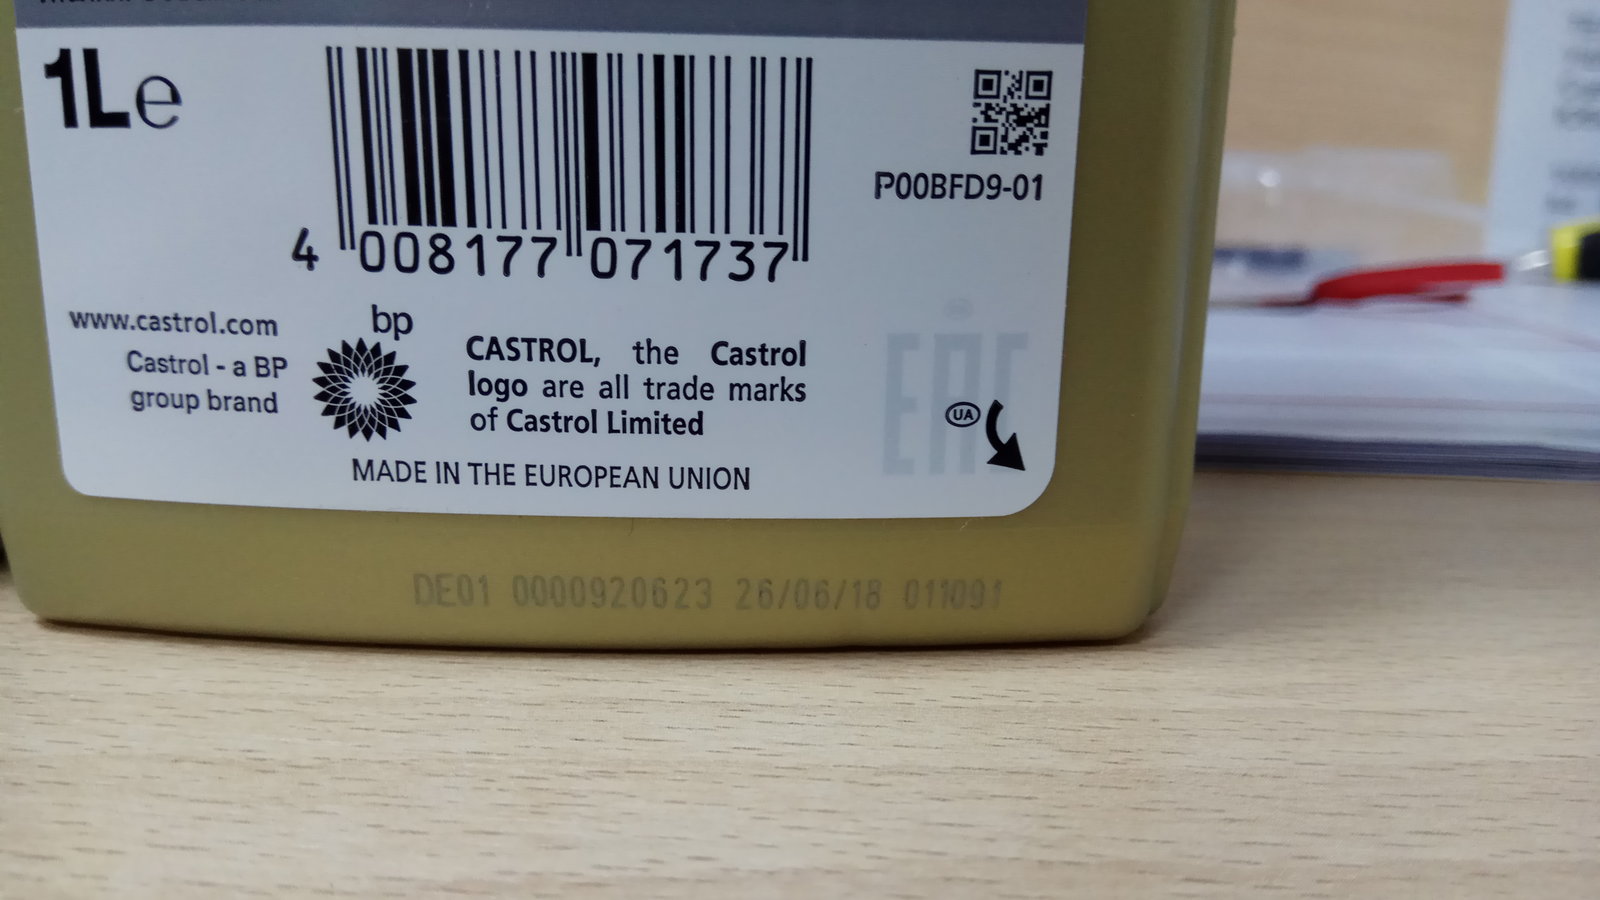 1Le
4 008177 071737
P00BFD9-01
www.castrol.com
Castrol - a BP
group brand
bp
CASTROL, the Castrol
logo are all trade marks
of Castrol Limited
EAC
UA
MADE IN THE EUROPEAN UNION
DE01 0000920623 26/06/18 011091